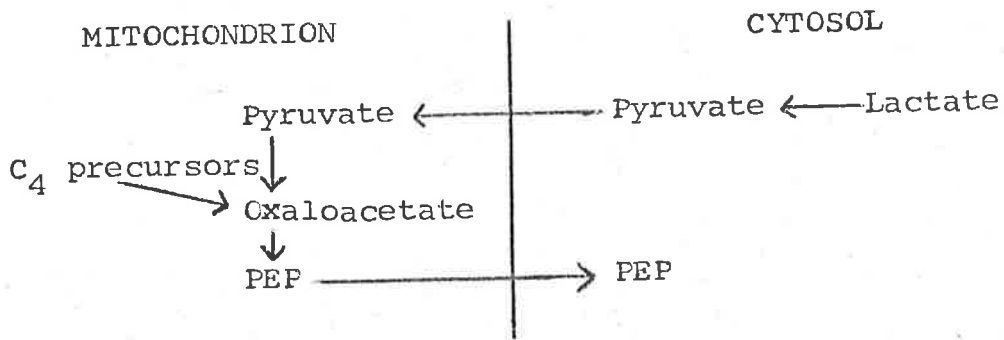 MITOCHONDRION CYTOSOL
Pyruvate Pyruvate Lactate
C4 precursors
Oxaloacetate
PEP PEP